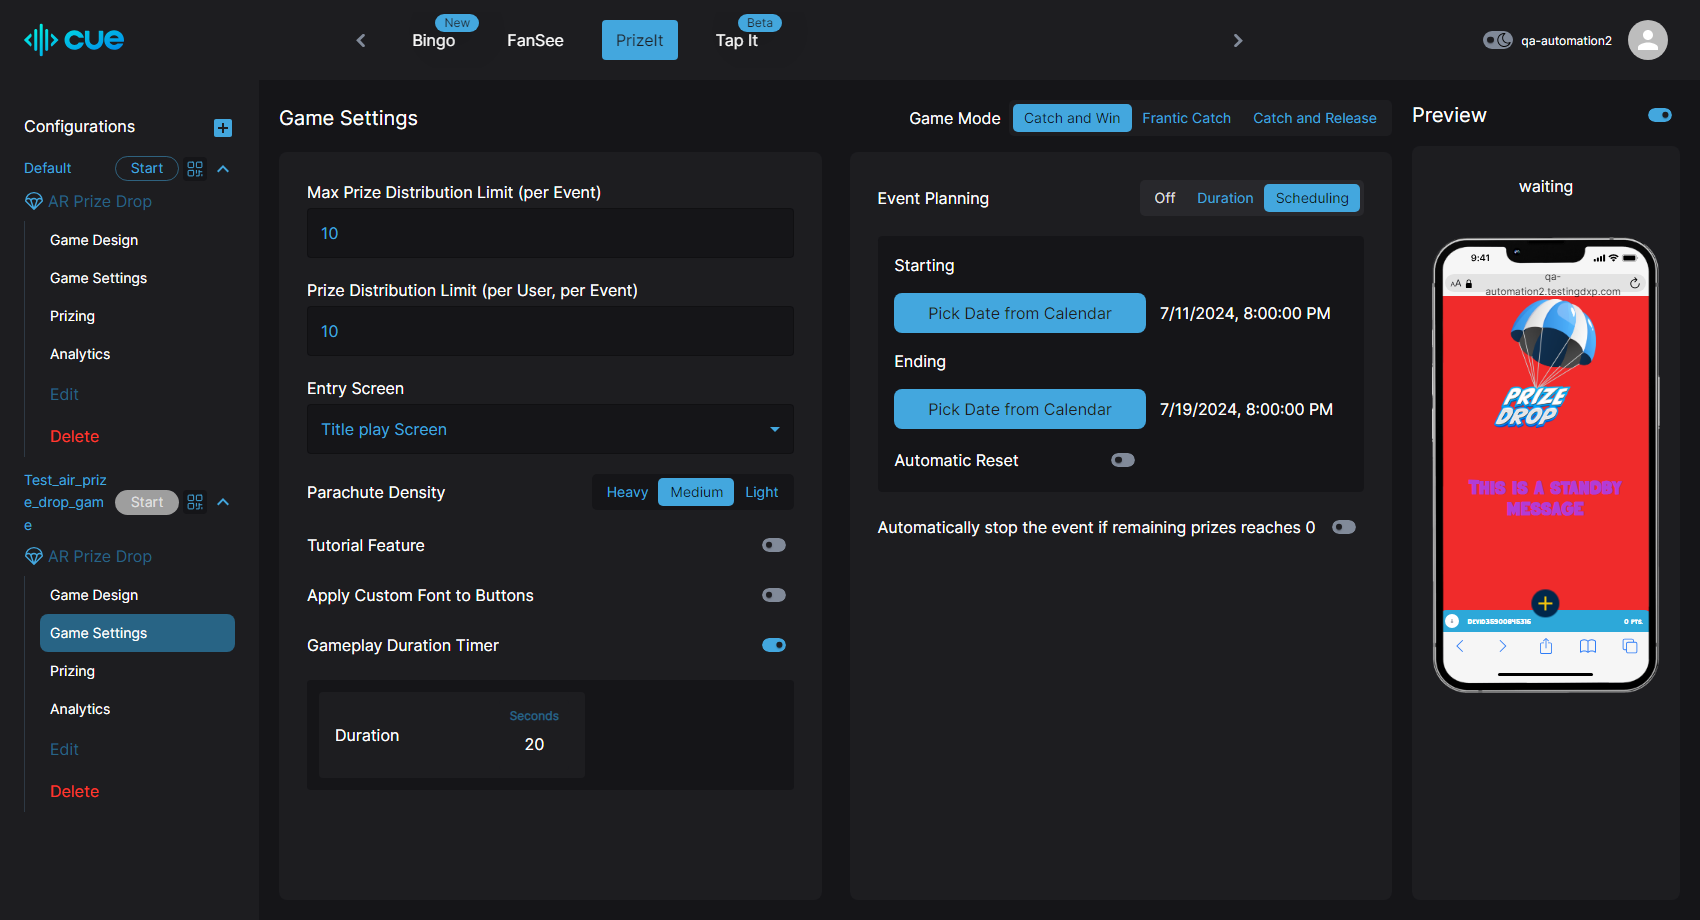 cue
New
Bingo
FanSee
PrizeIt
Beta
Tap It
qa-automation2
Configurations
Default
Start
AR Prize Drop
Game Design
Game Settings
Prizing
Analytics
Edit
Delete
Test_air_priz
e_drop_gam
e
Start
AR Prize Drop
Game Design
Game Settings
Prizing
Analytics
Edit
Delete
Game Settings
Game Mode
Catch and Win
Frantic Catch
Catch and Release
Max Prize Distribution Limit (per Event)
10
Prize Distribution Limit (per User, per Event)
10
Entry Screen
Title play Screen
Parachute Density
Heavy
Medium
Light
Tutorial Feature
Apply Custom Font to Buttons
Gameplay Duration Timer
Duration
Seconds
20
Event Planning
Off
Duration
Scheduling
Starting
Pick Date from Calendar
7/11/2024, 8:00:00 PM
Ending
Pick Date from Calendar
7/19/2024, 8:00:00 PM
Automatic Reset
Automatically stop the event if remaining prizes reaches 0
Preview
waiting
9:41
AA
qa-
automation2.testingdxp.com
PRIZE
DROP
THIS IS A STANDBY
MESSAGE
0 PTS.